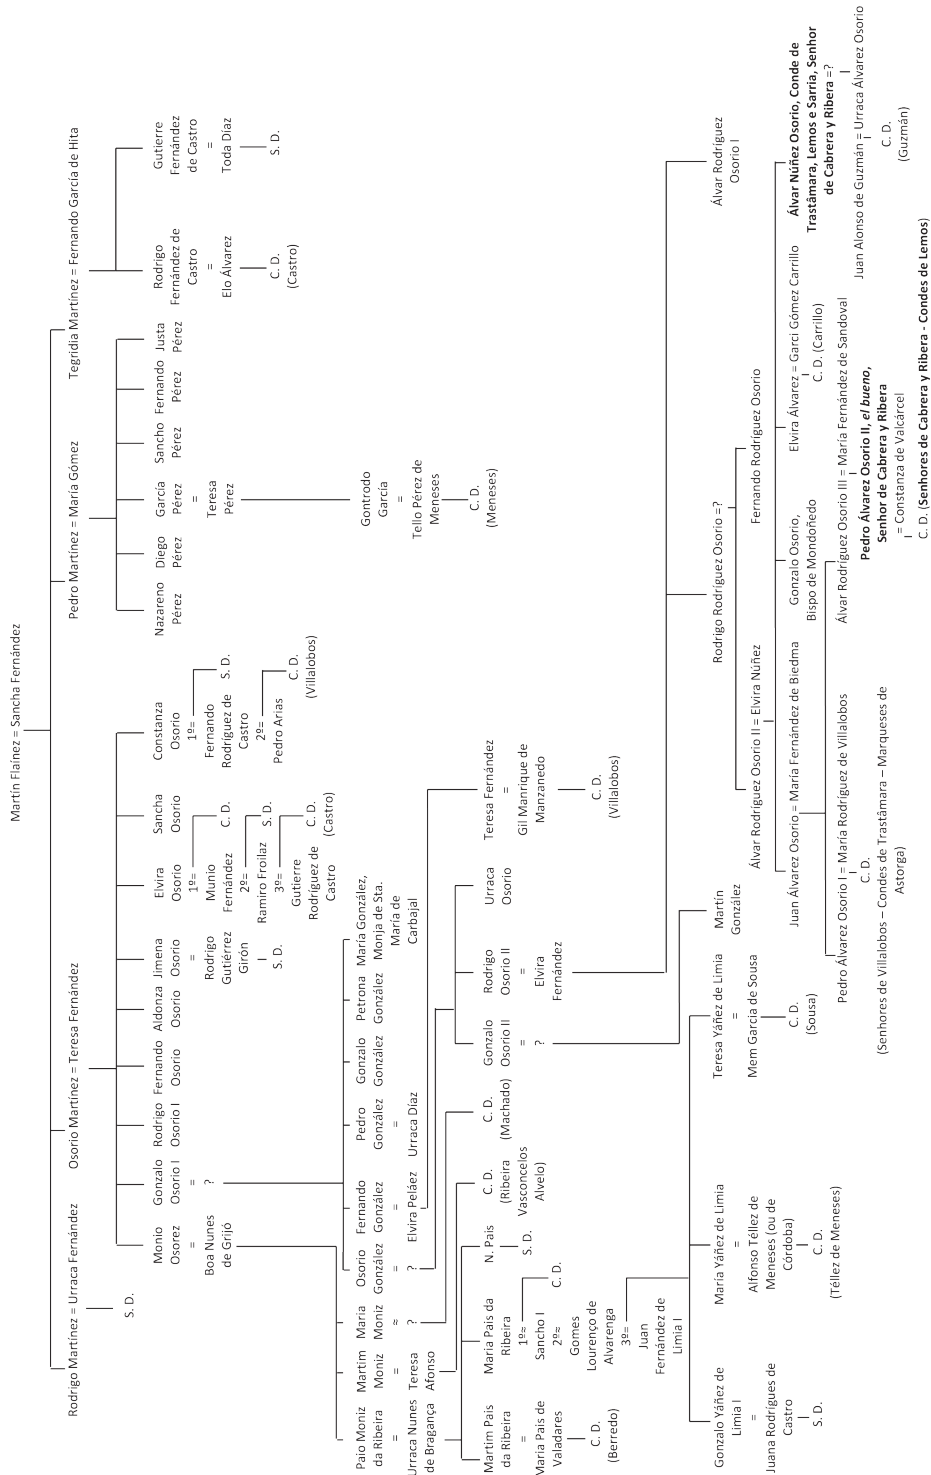 Martín Flaínez = Sancha Fernández
Rodrigo Martínez = Urraca Fernández
S. D.
Osorio Martínez = Teresa Fernández
Pedro Martínez = María Gómez
Tegridia Martínez = Fernando García de Hita
Monio
Osorez
=
Boa Nunes
de Grijó
Gonzalo
Osorio I
=
?
Rodrigo
Osorio I
Fernando
Osorio
Aldonza
Osorio
Jimena
Osorio
=
Rodrigo
Gutiérrez
Girón
S. D.
Elvira
Osorio
1º=
Munio
Fernández
C. D.
2º=
Ramiro Froilaz
S. D.
3º=
Gutierre
Rodríguez de
Castro
C. D.
(Castro)
Sancha
Osorio
Constanza
Osorio
1º=
Fernando
Rodríguez de
Castro
S. D.
2º=
Pedro Arias
C. D.
(Villalobos)
Nazareno
Pérez
Diego
Pérez
García
Pérez
=
Teresa
Pérez
Sancho
Pérez
Fernando
Pérez
Justa
Pérez
Rodrigo
Fernández de
Castro
=
Elo Álvarez
C. D.
(Castro)
Gutierre
Fernández
de Castro
=
Toda Díaz
S. D.
Paio Moniz
da Ribeira
=
Urraca Nunes
de Bragança
Martim
Moniz
=
Teresa
Afonso
Maria
Moniz
≈
?
Osorio
González
=
?
Fernando
González
=
Elvira Peláez
Pedro
González
=
Urraca Díaz
Gonzalo
González
Petrona
González
María González,
Monja de Sta.
María de
Carbajal
Gontrodo
García
=
Tello Pérez de
Meneses
C. D.
(Meneses)
Martim Pais
da Ribeira
=
Maria Pais de
Valadares
C. D.
(Berredo)
Maria Pais da
Ribeira
1º≈
Sancho I
C. D.
2º≈
Gomes
Lourenço de
Alvarenga
3º=
Juan
Fernández de
Limia I
N. Pais
S. D.
C. D.
(Ribeira
Vasconcelos
Alvelo)
C. D.
(Machado)
Gonzalo
Osorio II
=
?
Rodrigo
Osorio II
=
Elvira
Fernández
Urraca
Osorio
Teresa Fernández
=
Gil Manrique de
Manzanedo
C. D.
(Villalobos)
Gonzalo Yáñez de
Limia I
=
Juana Rodrigues de
Castro
S. D.
María Yáñez de Limia
=
Alfonso Téllez de
Meneses (ou de
Córdoba)
C. D.
(Téllez de Meneses)
Teresa Yáñez de Limia
=
Mem Garcia de Sousa
C. D.
(Sousa)
Martín
González
Rodrigo Rodríguez Osorio =?
Álvar Rodríguez
Osorio I
Álvar Rodríguez Osorio II = Elvira Núñez
Fernando Rodríguez Osorio
Juan Álvarez Osorio = María Fernández de Biedma
Gonzalo Osorio,
Bispo de Mondoñedo
Elvira Álvarez = Garci Gómez Carrillo
C. D. (Carrillo)
Álvar Núñez Osorio, Conde de
Trastâmara, Lemos e Sarria, Senhor
de Cabrera y Ribera =?
Juan Alonso de Guzmán = Urraca Álvarez Osorio
C. D.
(Guzmán)
Pedro Álvarez Osorio I = María Rodríguez de Villalobos
C. D.
(Senhores de Villalobos – Condes de Trastâmara – Marqueses de
Astorga)
Álvar Rodríguez Osorio III = María Fernández de Sandoval
Pedro Álvarez Osorio II, el bueno,
Senhor de Cabrera y Ribera
= Constanza de Valcárcel
C. D. (Senhores de Cabrera y Ribera - Condes de Lemos)